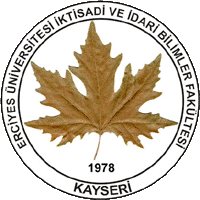 ERCİYES ÜNİVERSİTESİ İKTİSADİ VE İDARİ BİLİMLER FAKÜLTESİ
1978
KAYSERİ